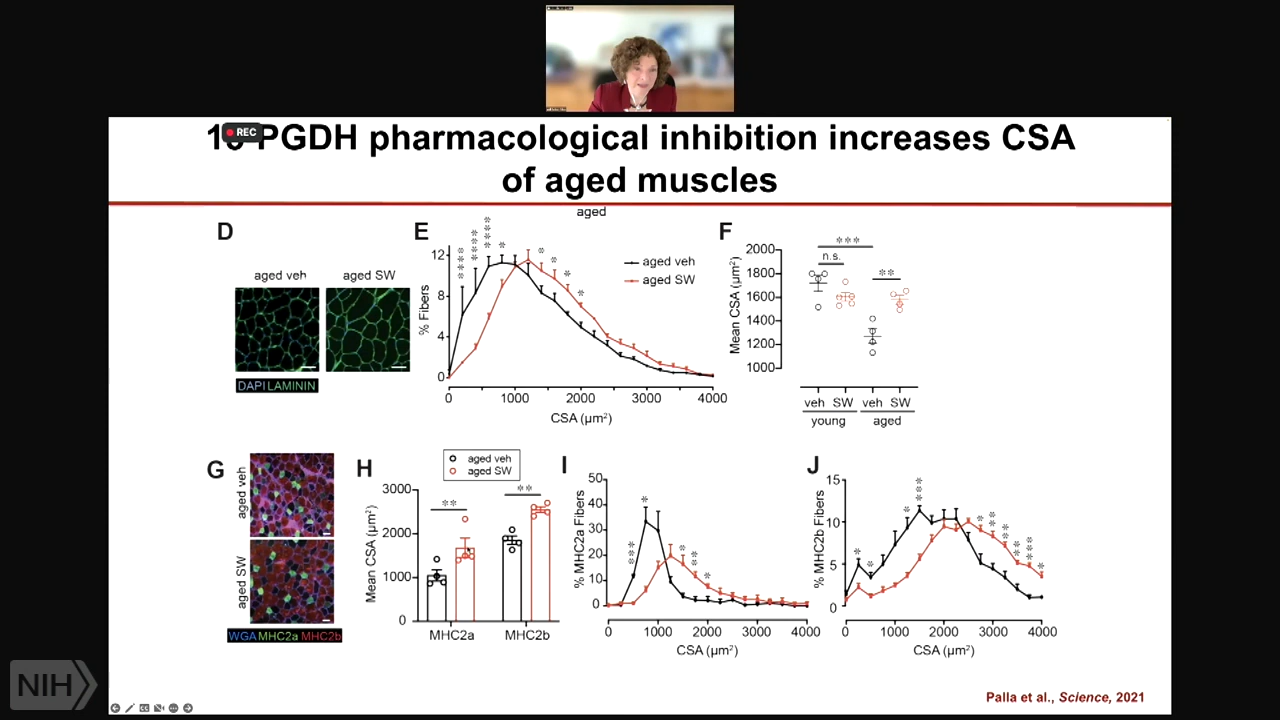 REC
PGDH pharmacological inhibition increases CSA
of aged muscles
aged
D
aged veh aged SW
DAPI LAMININ
E
12
8
4
0
% Fibers
aged veh
aged SW
**** **** **** * * * * *
0 1000 2000 3000 4000
CSA (µm²)
F
2000
1800
1600
1400
1200
1000
Mean CSA (µm²)
***
n.s.
**
veh SW veh SW
young aged
G
aged veh
aged SW
WGA MHC2a MHC2b
H
aged veh
aged SW
3000
2000
1000
0
Mean CSA (µm²)
** **
MHC2a MHC2b
I
50
40
30
20
10
0
% MHC2a Fibers
*** * * *** *
0 1000 2000 3000 4000
CSA (µm²)
J
15
10
5
0
% MHC2b Fibers
* * * *** * ** ** ** **** *
0 1000 2000 3000 4000
CSA (µm²)
NIH
Palla et al., Science, 2021